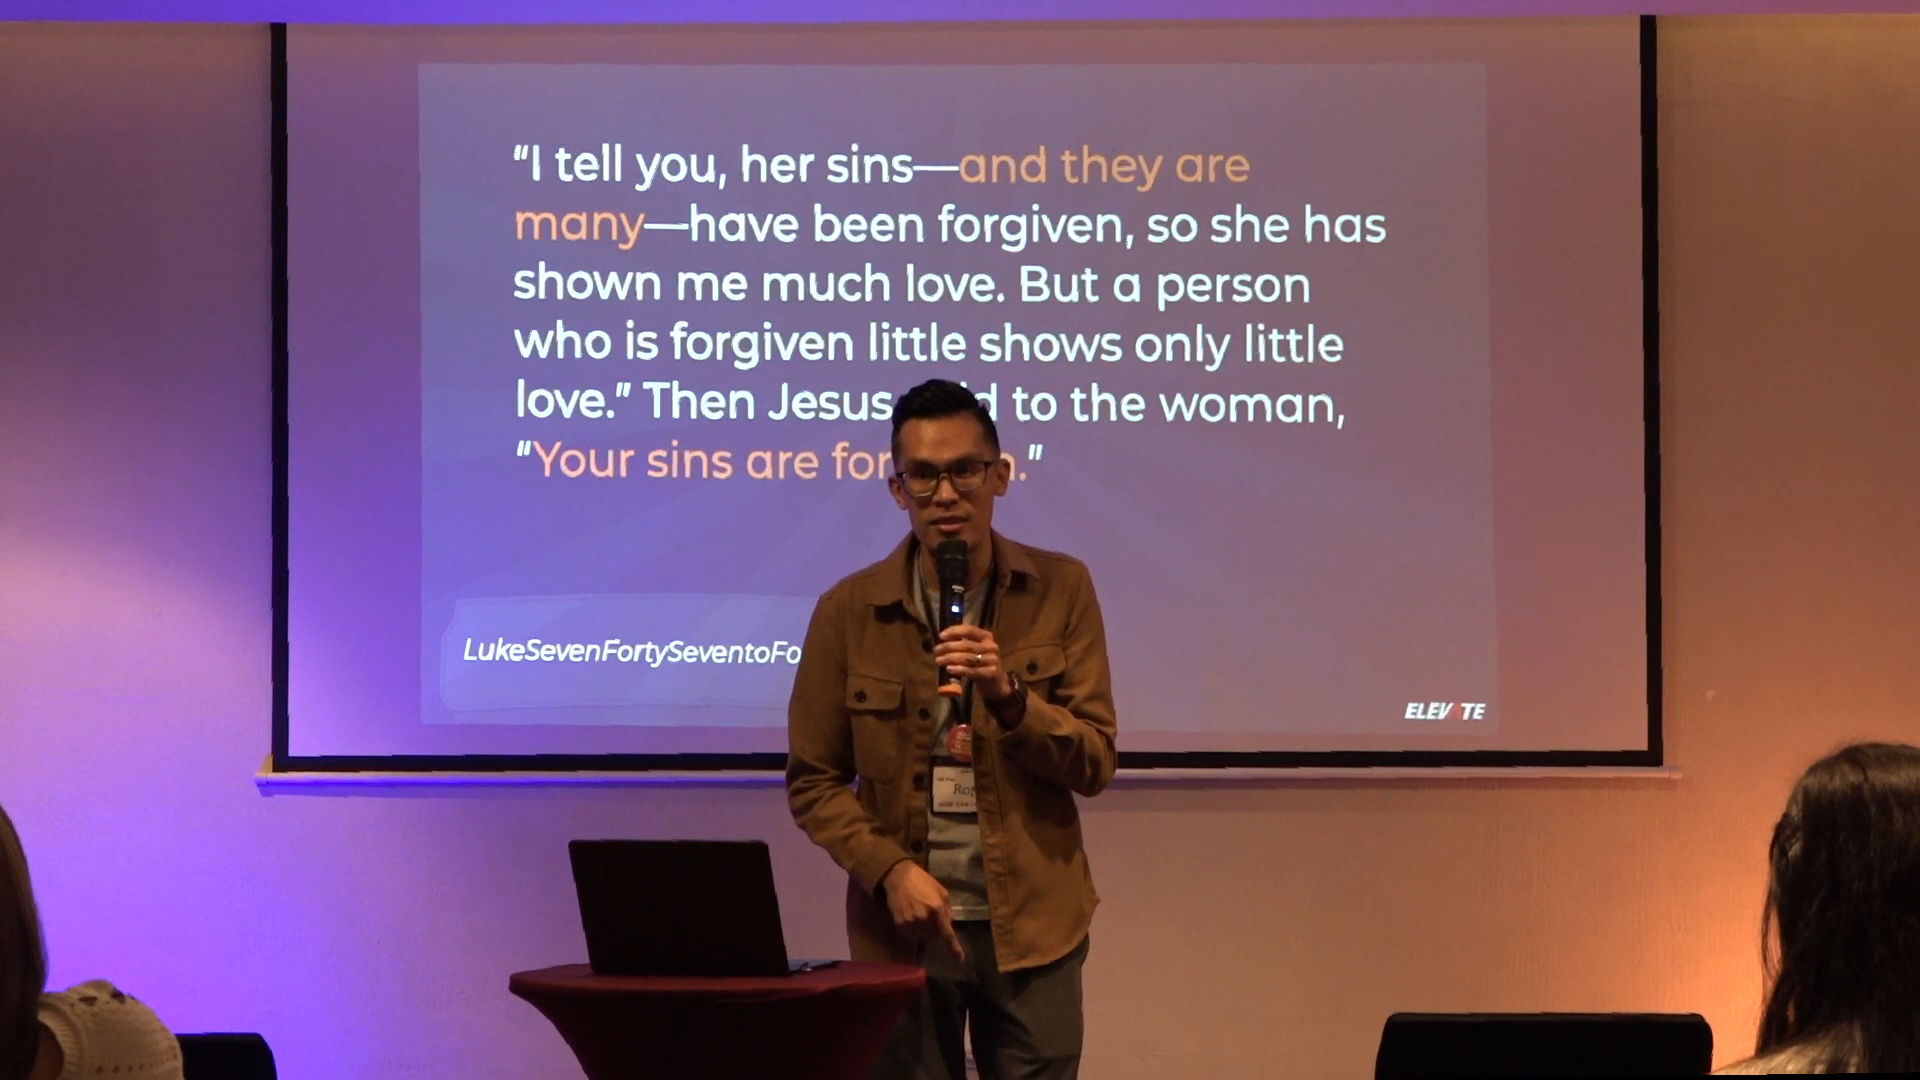 “I tell you, her sins—and they are
many—have been forgiven, so she has
shown me much love. But a person
who is forgiven little shows only little
love.” Then Jesus to the woman,
“Your sins are
LukeSevenFortySeventoFo
ELEVATE